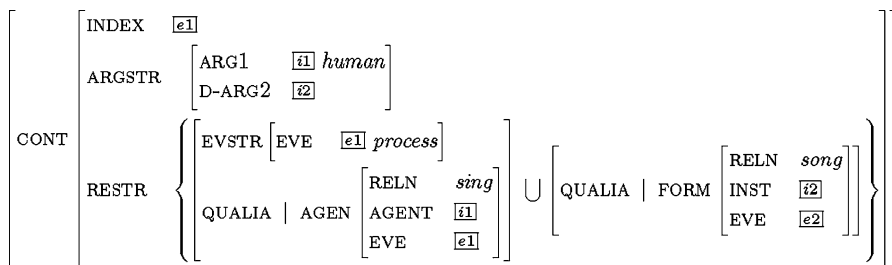 INDEX e1
ARG1 i1 human
ARGSTR
D-ARG2 i2
CONT
EVSTR EVE e1 process
RELN song
RELN sing
RESTR { QUALIA | AGEN AGENT i1 ∪ QUALIA | FORM INST i2 }
EVE e2
EVE e1